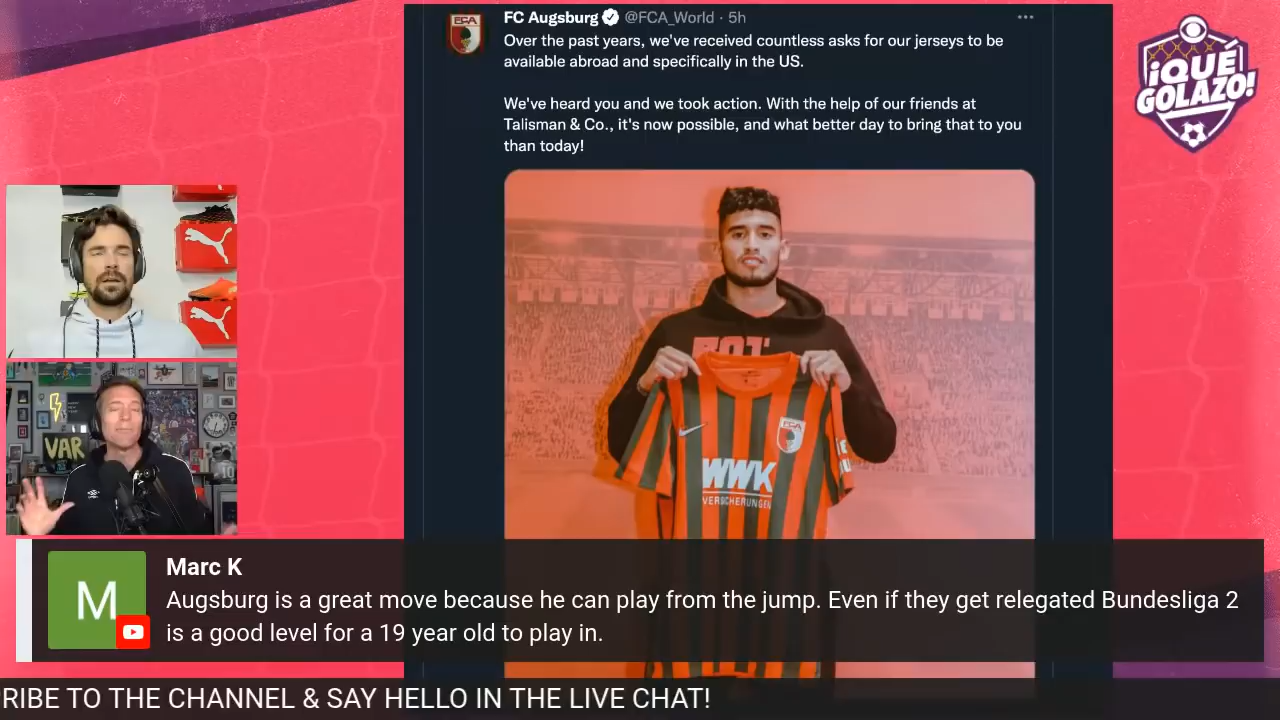 FC Augsburg @FCA_World · 5h
Over the past years, we've received countless asks for our jerseys to be
available abroad and specifically in the US.
We've heard you and we took action. With the help of our friends at
Talisman & Co., it's now possible, and what better day to bring that to you
than today!
¡QUÉ
GOLAZO!
FCA
FCA
WWK
VERSICHERUNGEN
VAR
M
Marc K
Augsburg is a great move because he can play from the jump. Even if they get relegated Bundesliga 2
is a good level for a 19 year old to play in.
RIBE TO THE CHANNEL & SAY HELLO IN THE LIVE CHAT!